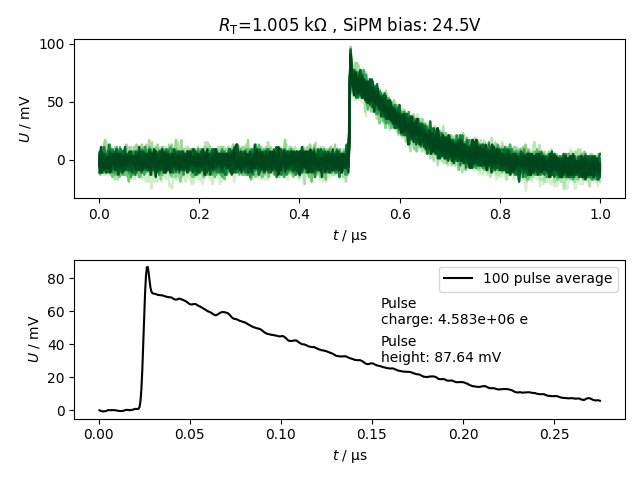 R_T=1.005 kΩ , SiPM bias: 24.5V
100
50
0
U / mV
0.0 0.2 0.4 0.6 0.8 1.0
t / µs
100 pulse average
80
60
40
20
0
U / mV
Pulse
charge: 4.583e+06 e
Pulse
height: 87.64 mV
0.00 0.05 0.10 0.15 0.20 0.25
t / µs